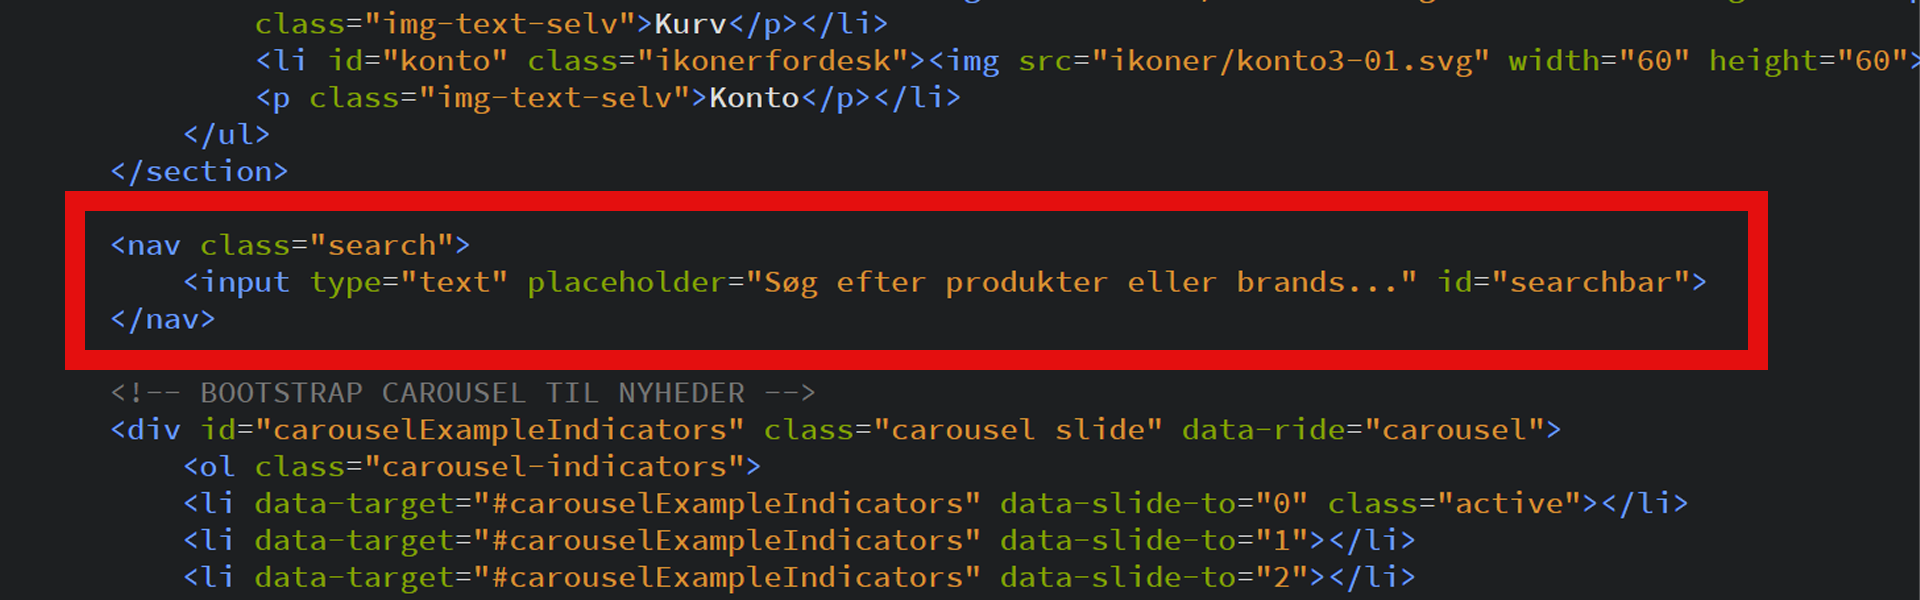 class="img-text-selv">Kurv</p></li>
<li id="konto" class="ikonerfordesk"><img src="ikoner/konto3-01.svg" width="60" height="60">
<p class="img-text-selv">Konto</p></li>
</ul>
</section>
<nav class="search">
<input type="text" placeholder="Søg efter produkter eller brands..." id="searchbar">
</nav>
<!-- BOOTSTRAP CAROUSEL TIL NYHEDER -->
<div id="carouselExampleIndicators" class="carousel slide" data-ride="carousel">
<ol class="carousel-indicators">
<li data-target="#carouselExampleIndicators" data-slide-to="0" class="active"></li>
<li data-target="#carouselExampleIndicators" data-slide-to="1"></li>
<li data-target="#carouselExampleIndicators" data-slide-to="2"></li>